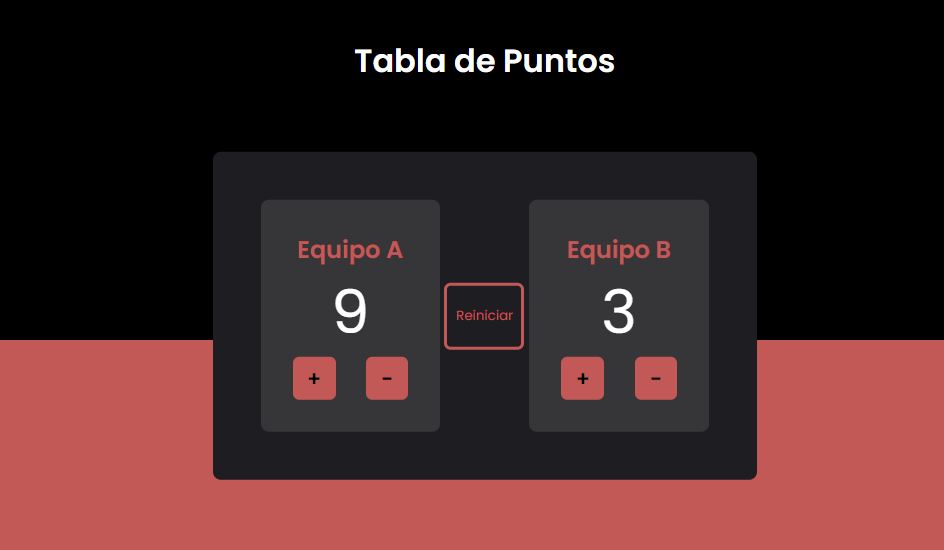 Tabla de Puntos
Equipo A
9
+ -
Reiniciar
Equipo B
3
+ -